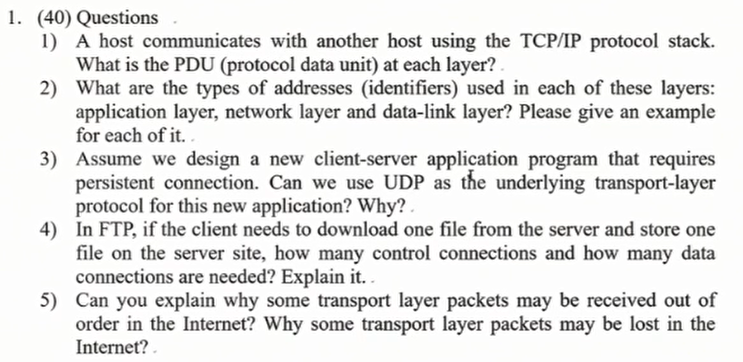 1. (40) Questions
1) A host communicates with another host using the TCP/IP protocol stack.
What is the PDU (protocol data unit) at each layer?
2) What are the types of addresses (identifiers) used in each of these layers:
application layer, network layer and data-link layer? Please give an example
for each of it.
3) Assume we design a new client-server application program that requires
persistent connection. Can we use UDP as the underlying transport-layer
protocol for this new application? Why?
4) In FTP, if the client needs to download one file from the server and store one
file on the server site, how many control connections and how many data
connections are needed? Explain it.
5) Can you explain why some transport layer packets may be received out of
order in the Internet? Why some transport layer packets may be lost in the
Internet?